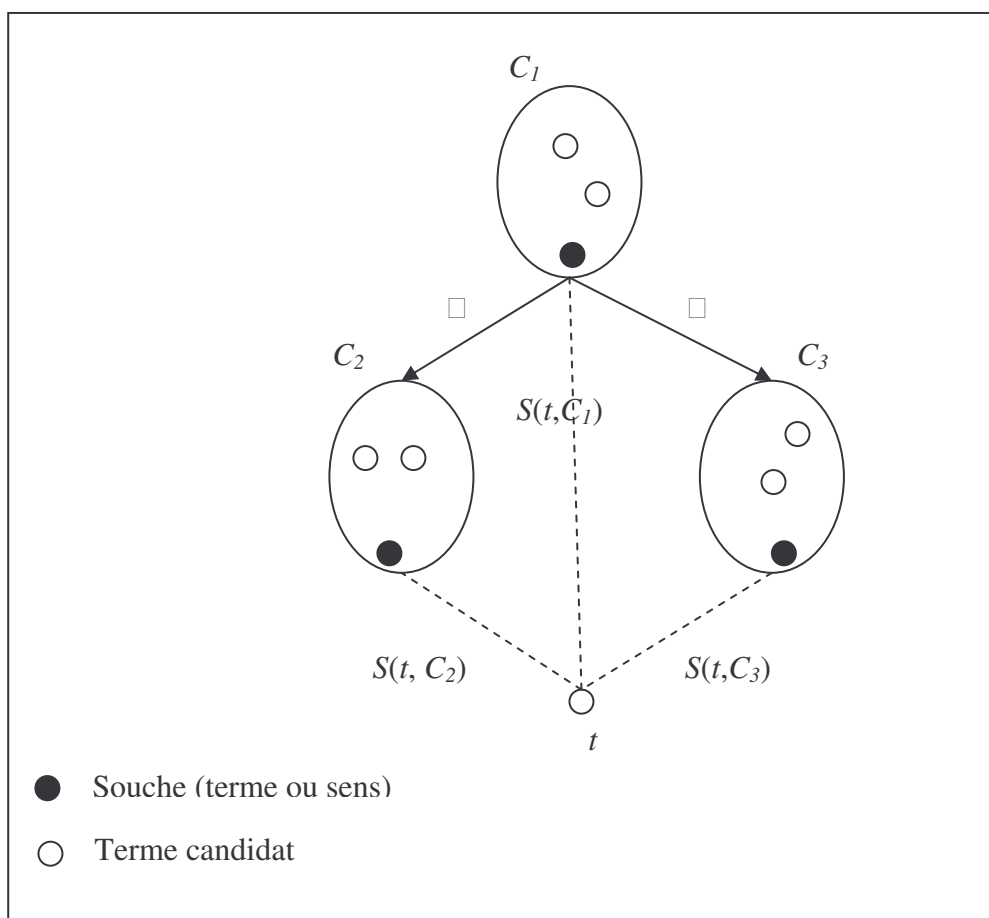 C1
C2
C3
S(t,C1)
S(t, C2)
S(t,C3)
t
Souche (terme ou sens)
Terme candidat